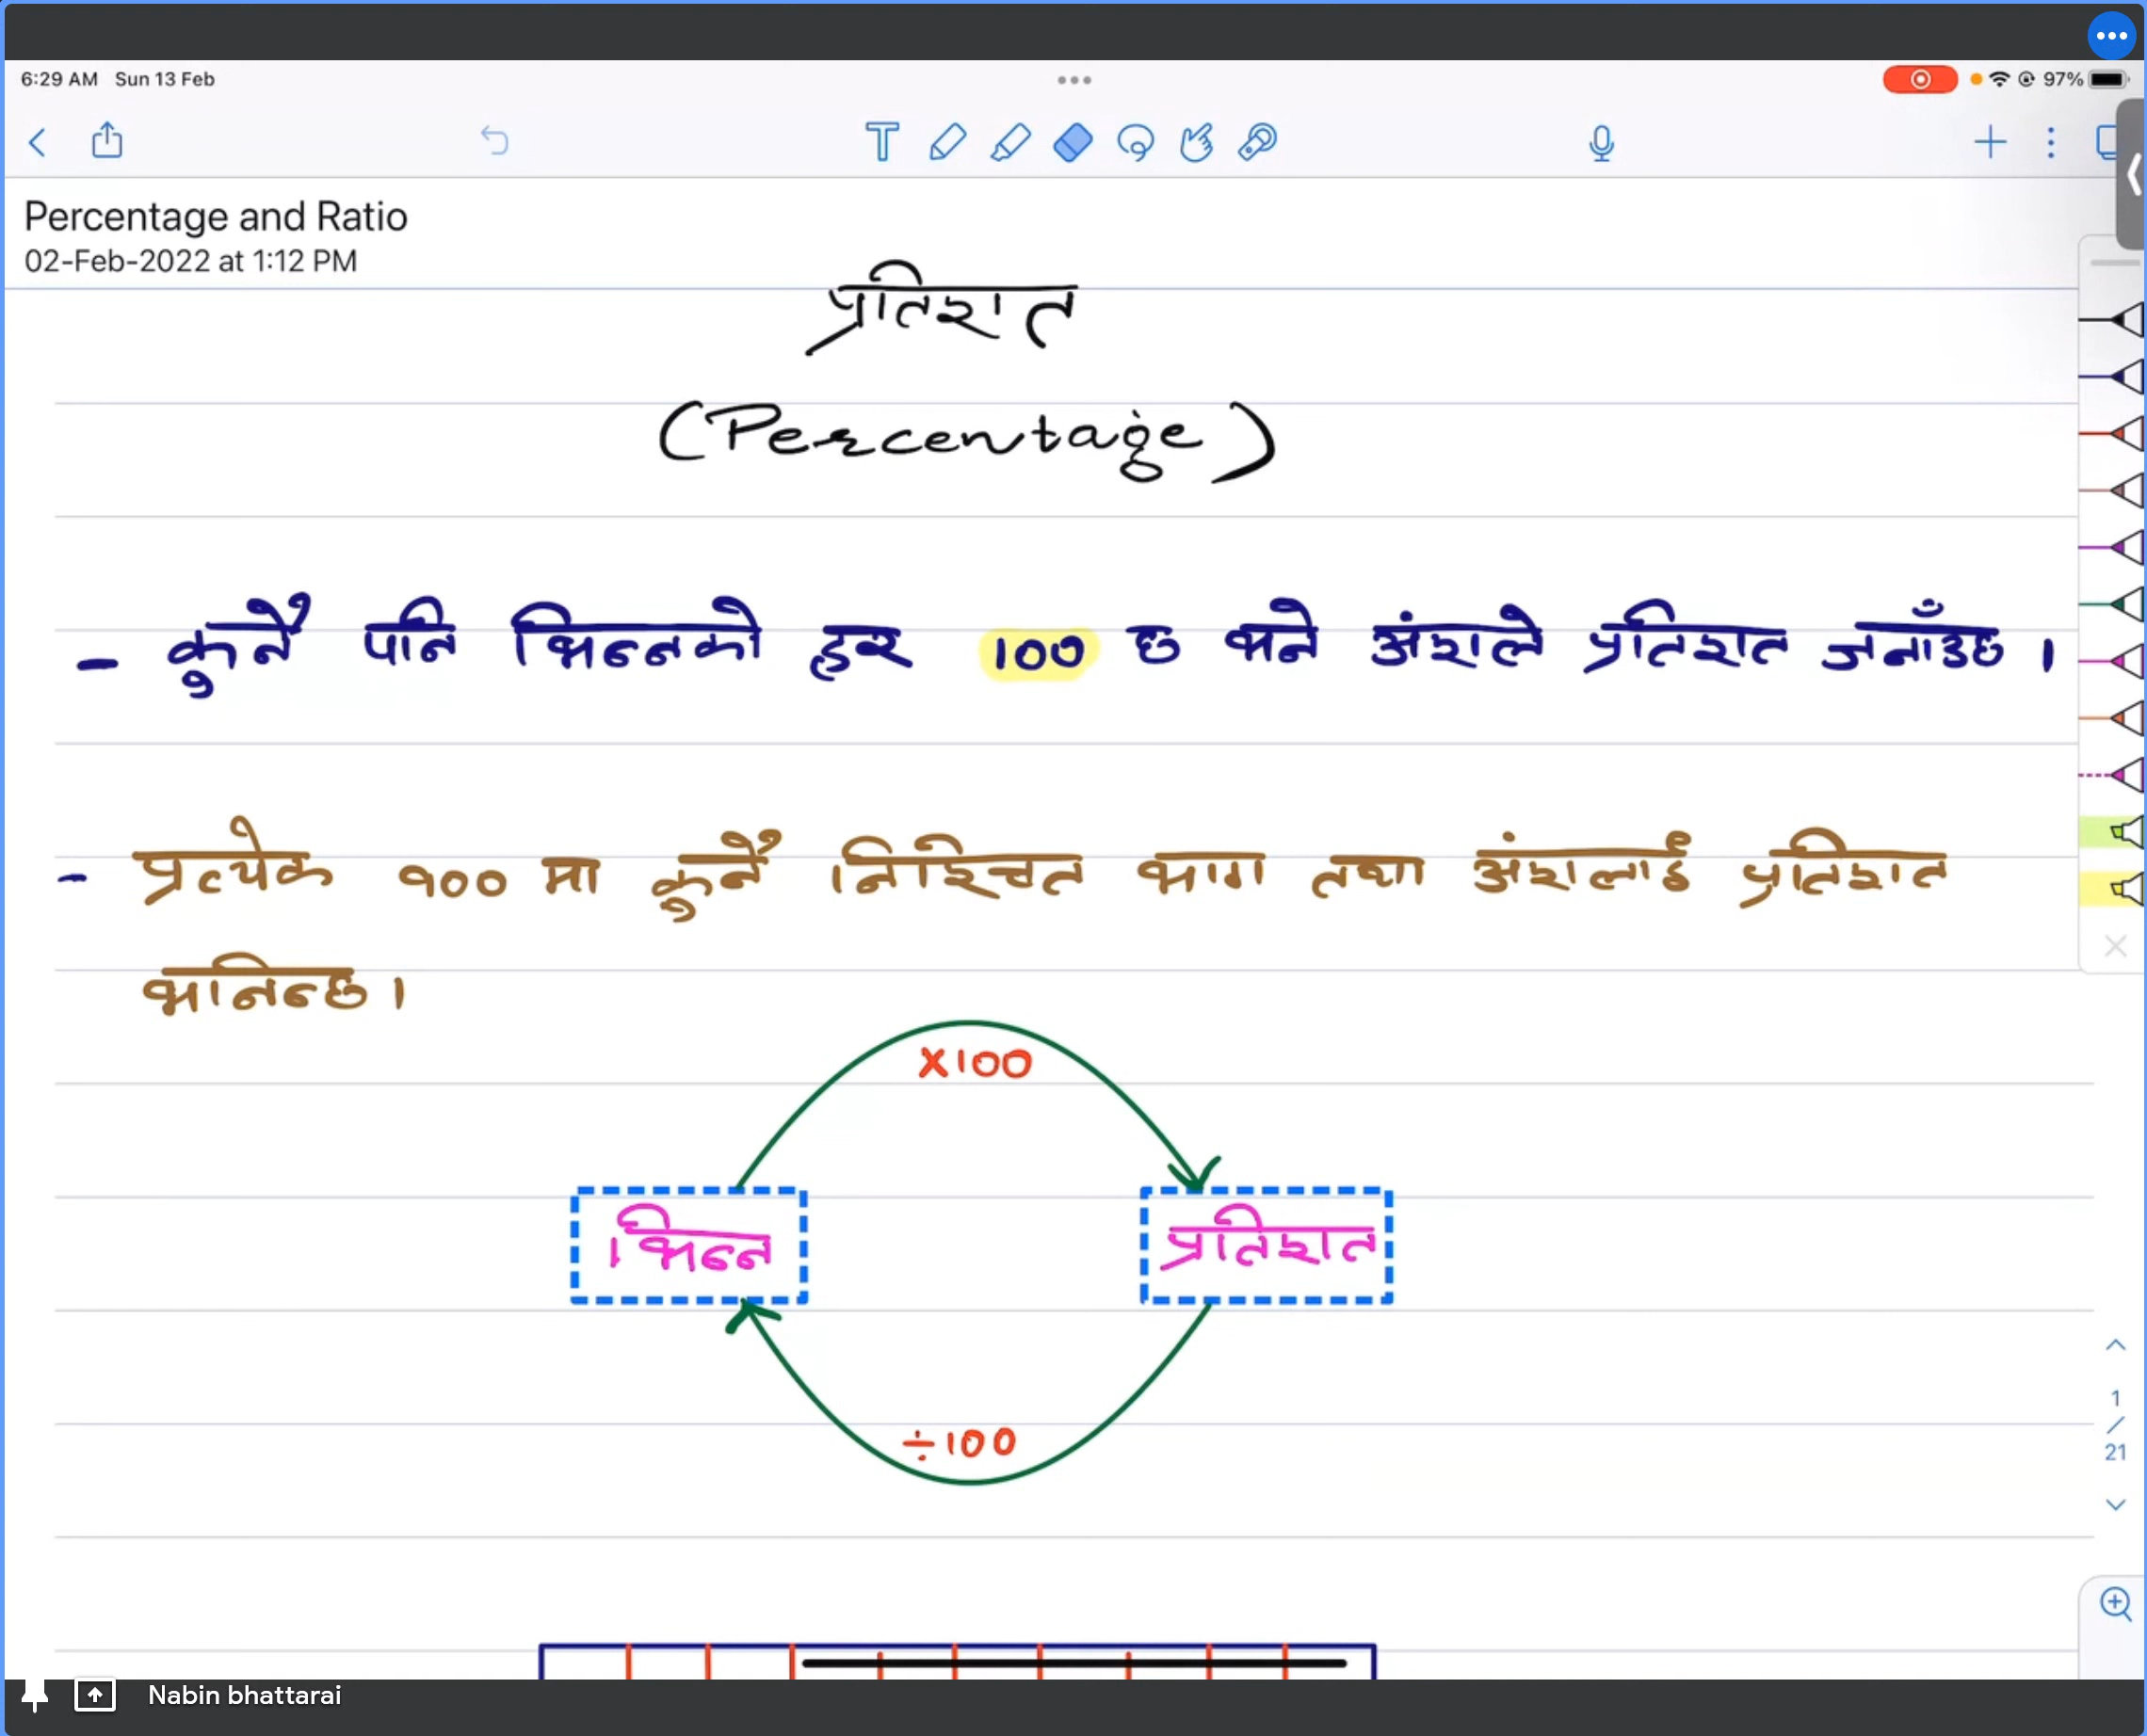 6:29 AM Sun 13 Feb
97%
Percentage and Ratio
02-Feb-2022 at 1:12 PM
प्रतिशत
(Percentage)
- कुनै पनि भिन्नको हर 100 छ भने अंशले प्रतिशत जनाँउछ ।
- प्रत्येक १०० मा कुनै निश्चित भाग तथा अंशलाई प्रतिशत
भनिन्छ ।
×100
भिन्न
प्रतिशत
÷100
1
/
21
Nabin bhattarai